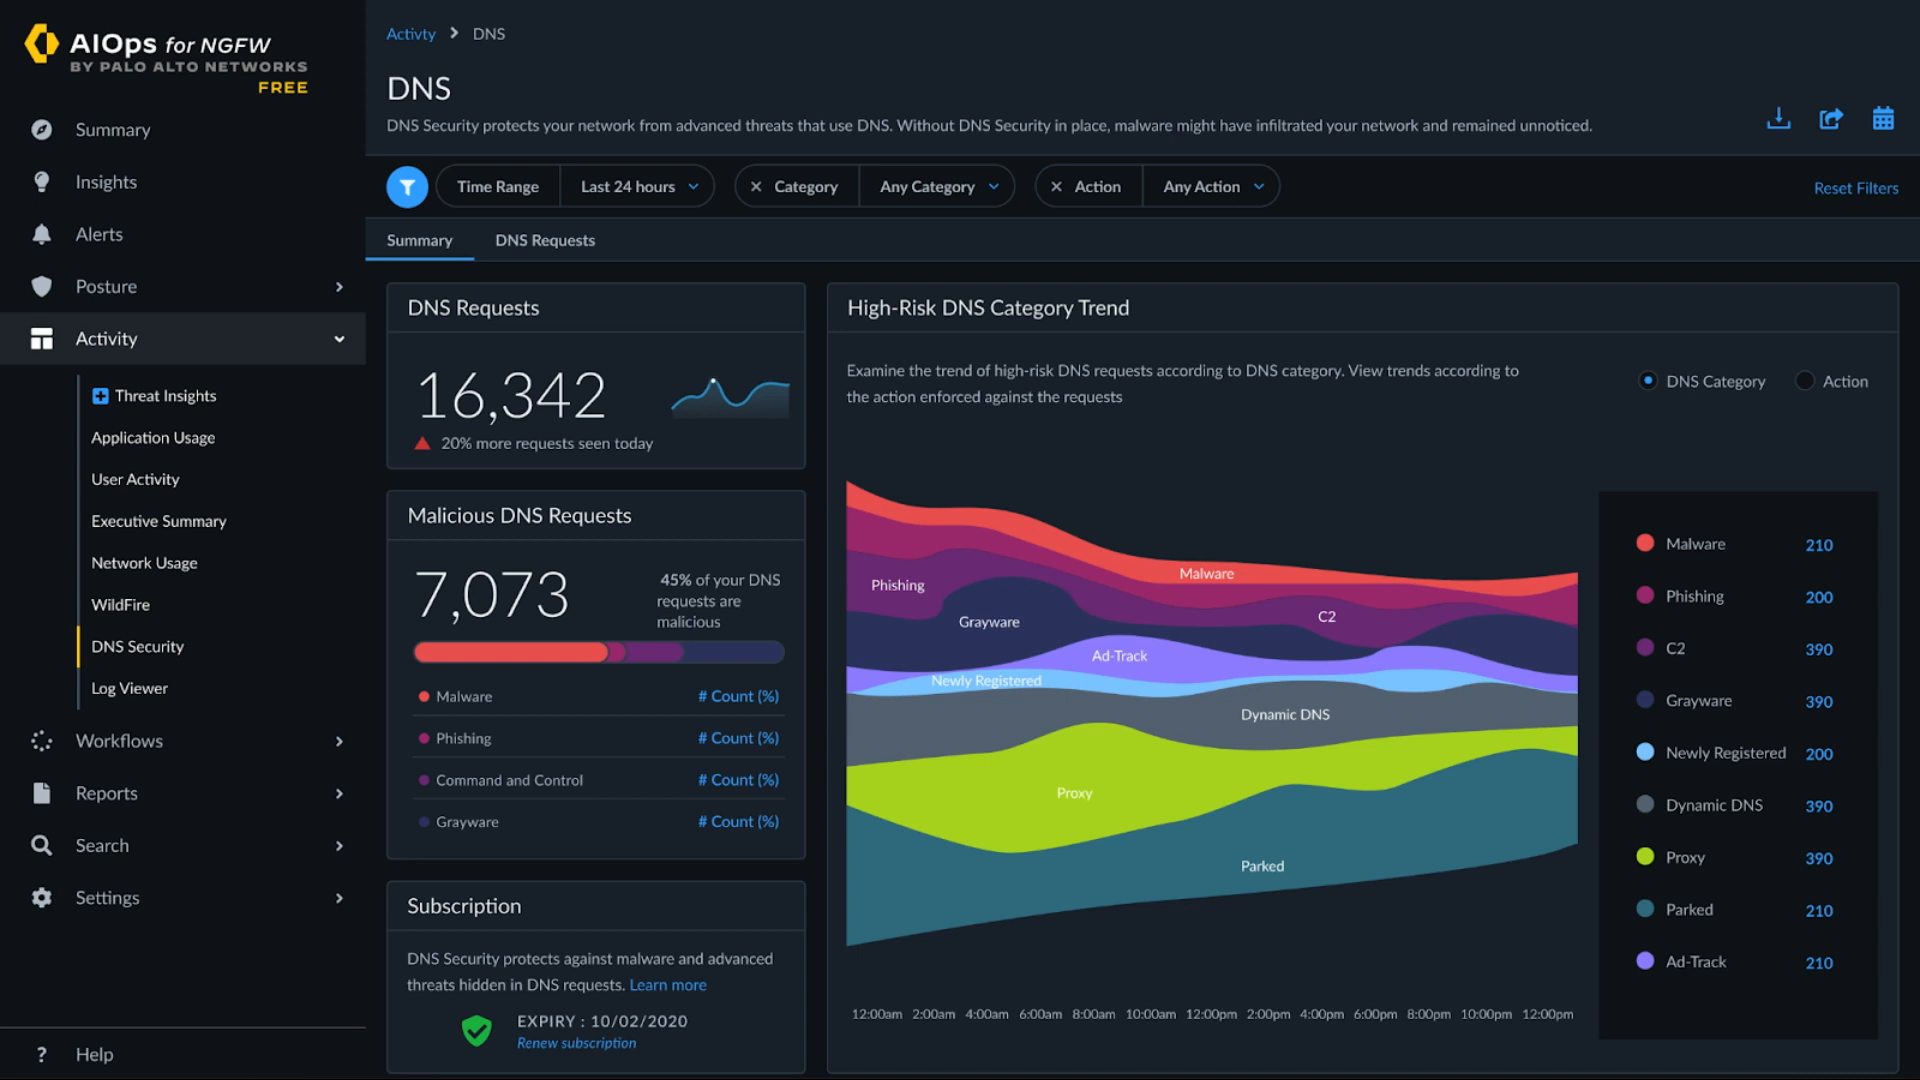 AIOps for NGFW
BY PALO ALTO NETWORKS
FREE
Summary
Insights
Alerts
Posture
Activity
Threat Insights
Application Usage
User Activity
Executive Summary
Network Usage
WildFire
DNS Security
Log Viewer
Workflows
Reports
Search
Settings
? Help
Activty > DNS
DNS
DNS Security protects your network from advanced threats that use DNS. Without DNS Security in place, malware might have infiltrated your network and remained unnoticed.
Time Range Last 24 hours
Category Any Category
Action Any Action
Reset Filters
Summary DNS Requests
DNS Requests
16,342
20% more requests seen today
Malicious DNS Requests
7,073
45% of your DNS
requests are
malicious
Malware # Count (%)
Phishing # Count (%)
Command and Control # Count (%)
Grayware # Count (%)
Subscription
DNS Security protects against malware and advanced
threats hidden in DNS requests. Learn more
EXPIRY : 10/02/2020
Renew subscription
High-Risk DNS Category Trend
Examine the trend of high-risk DNS requests according to DNS category. View trends according to
the action enforced against the requests
DNS Category Action
Malware
Phishing
C2
Grayware
Ad-Track
Newly Registered
Dynamic DNS
Proxy
Parked
12:00am 2:00am 4:00am 6:00am 8:00am 10:00am 12:00pm 2:00pm 4:00pm 6:00pm 8:00pm 10:00pm 12:00pm
Malware 210
Phishing 200
C2 390
Grayware 390
Newly Registered 200
Dynamic DNS 390
Proxy 390
Parked 210
Ad-Track 210